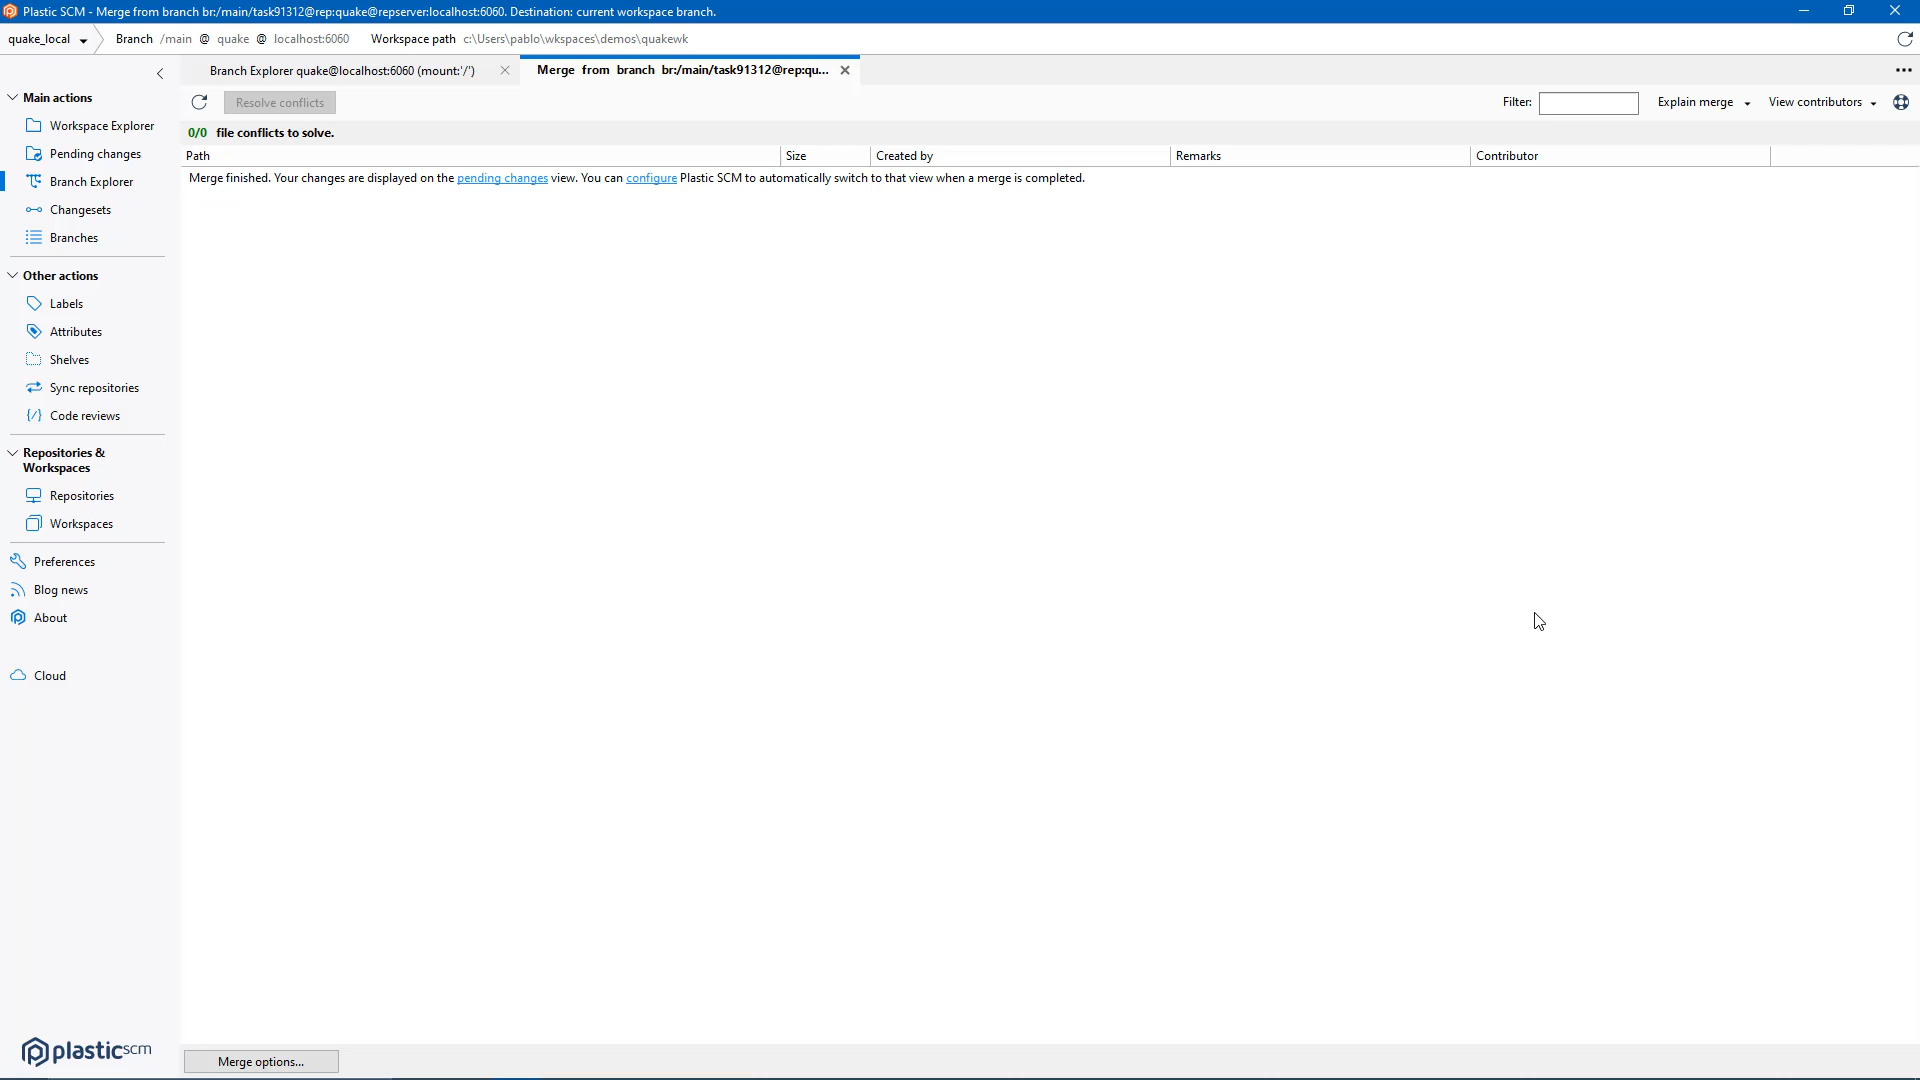 Plastic SCM - Merge from branch br:/main/task91312@rep:quake@repserver:localhost:6060. Destination: current workspace branch.
quake_local Branch /main @ quake @ localhost:6060 Workspace path c:\Users\pablo\wkspaces\demos\quakewk
Branch Explorer quake@localhost:6060 (mount:'/') Merge from branch br:/main/task91312@rep:qu...
Main actions
Workspace Explorer
Pending changes
Branch Explorer
Changesets
Branches
Other actions
Labels
Attributes
Shelves
Sync repositories
Code reviews
Repositories &
Workspaces
Repositories
Workspaces
Preferences
Blog news
About
Cloud
plasticscm
Resolve conflicts Filter: Explain merge View contributors
0/0 file conflicts to solve.
Path Size Created by Remarks Contributor
Merge finished. Your changes are displayed on the pending changes view. You can configure Plastic SCM to automatically switch to that view when a merge is completed.
Merge options...